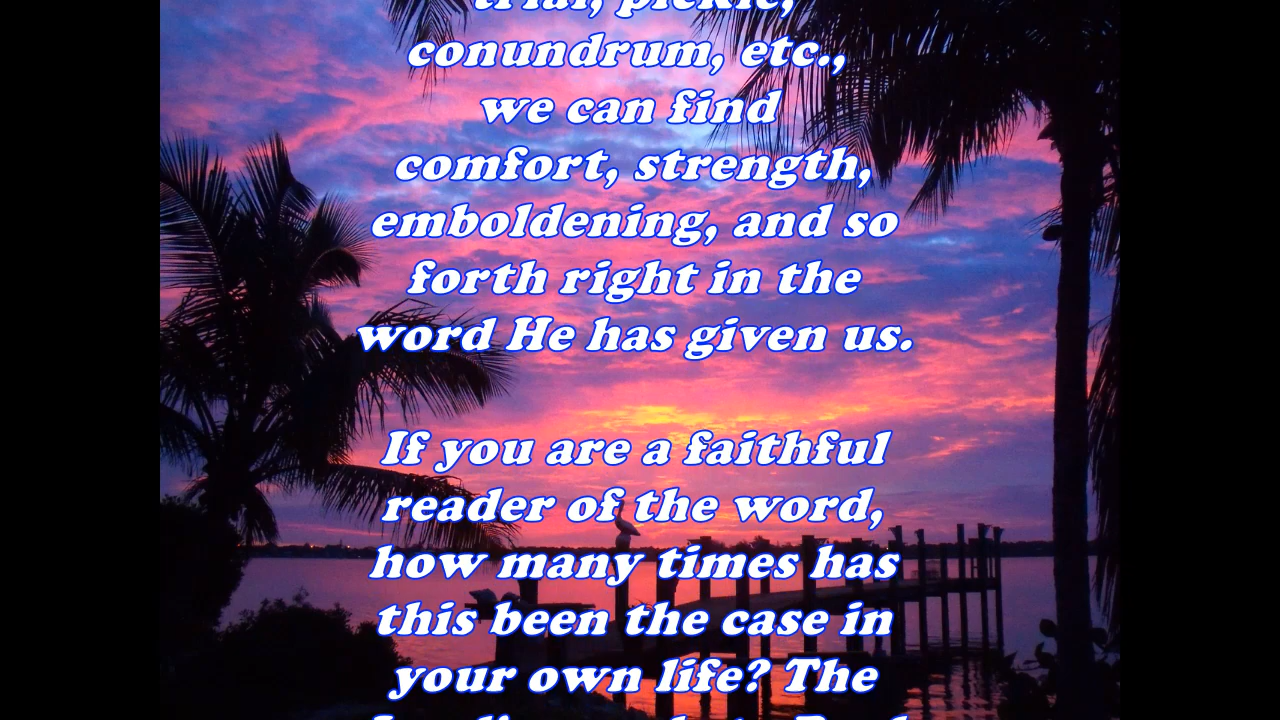 trial, pickle,
conundrum, etc.,
we can find
comfort, strength,
emboldening, and so
forth right in the
word He has given us.
If you are a faithful
reader of the word,
how many times has
this been the case in
your own life? The